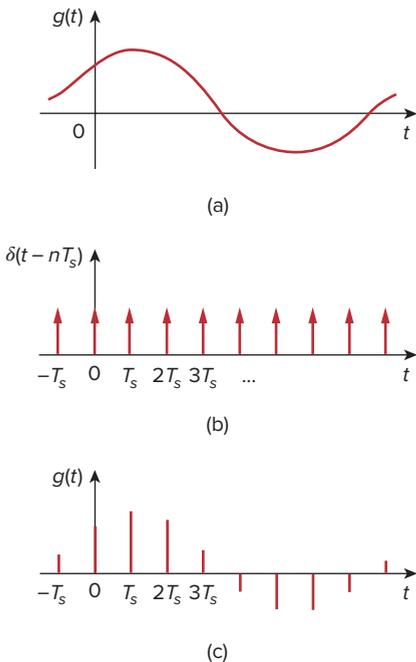 g(t)
0
t
(a)
δ(t – nTₛ)
–Tₛ 0 Tₛ 2Tₛ 3Tₛ ... t
(b)
g(t)
–Tₛ 0 Tₛ 2Tₛ 3Tₛ t
(c)